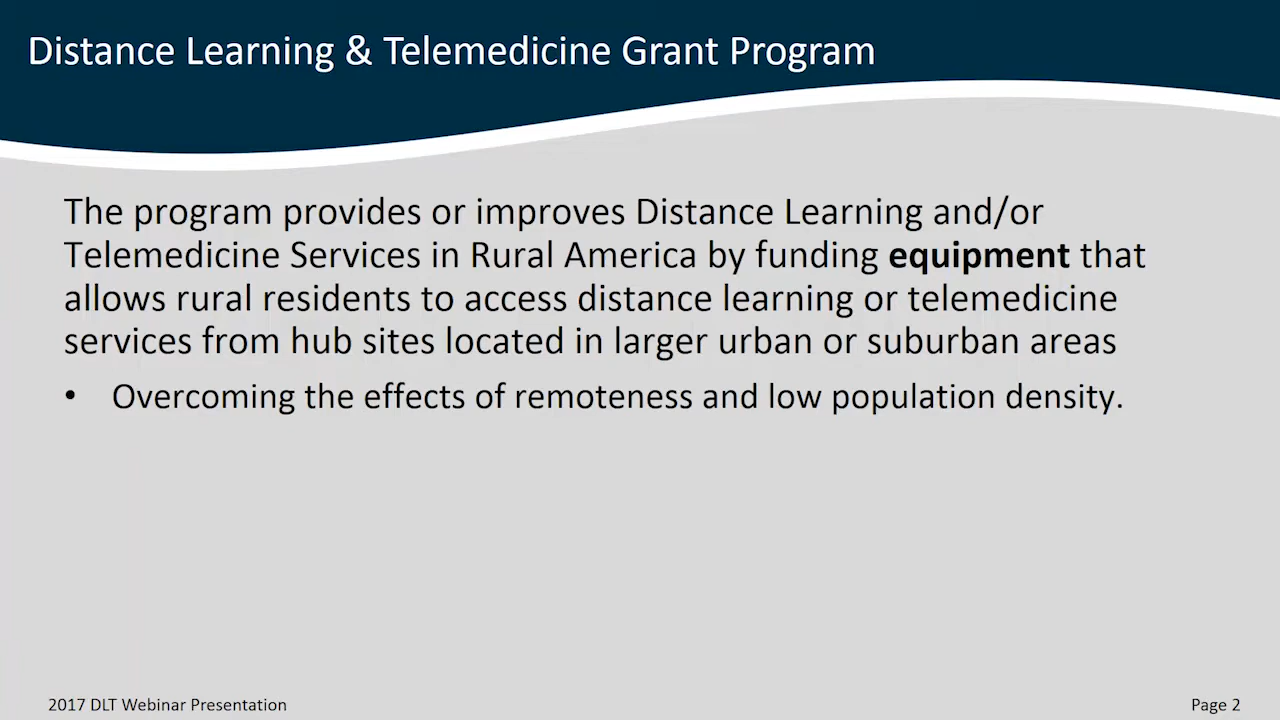 Distance Learning & Telemedicine Grant Program
The program provides or improves Distance Learning and/or
Telemedicine Services in Rural America by funding equipment that
allows rural residents to access distance learning or telemedicine
services from hub sites located in larger urban or suburban areas
• Overcoming the effects of remoteness and low population density.
2017 DLT Webinar Presentation
Page 2